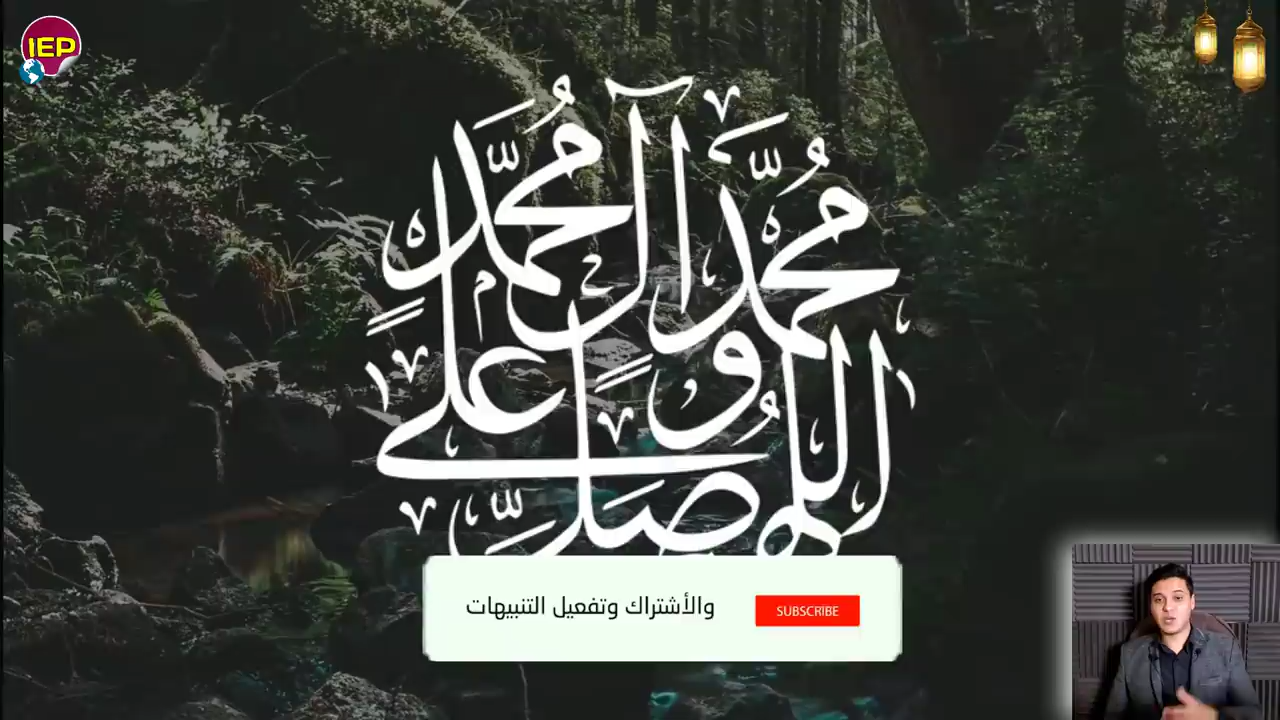 IEP
اللهم صل على
محمد وآل محمد
والأشتراك وتفعيل التنبيهات
SUBSCRIBE